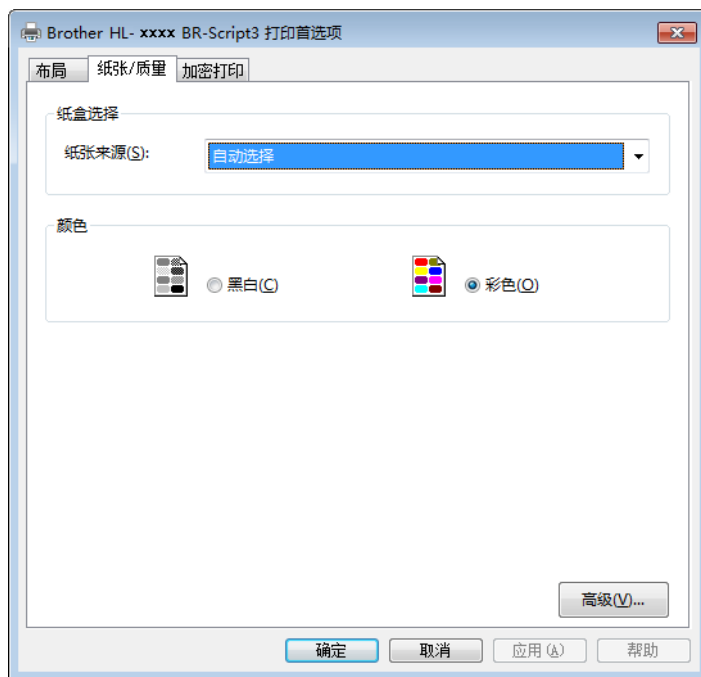 Brother HL- xxxx BR-Script3 打印首选项
布局 纸张/质量 加密打印
纸盒选择
纸张来源(S): 自动选择
颜色
黑白(C) 彩色(O)
高级(V)...
确定 取消 应用(A) 帮助